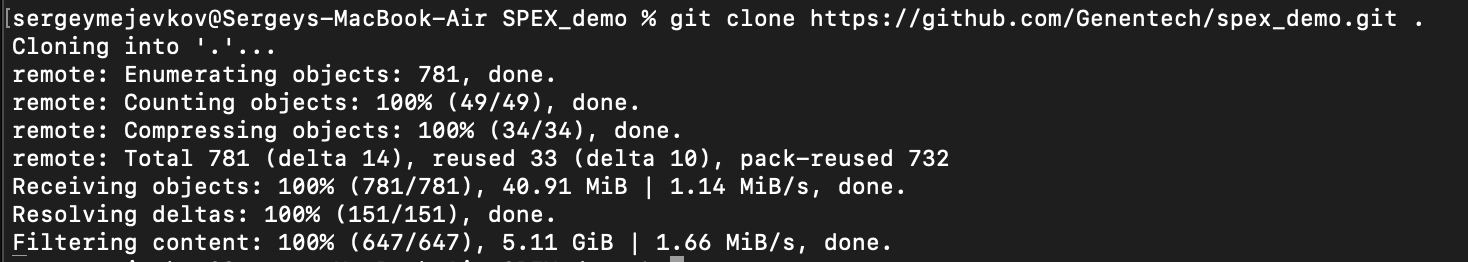 [sergeymejevkov@Sergeys-MacBook-Air SPEX_demo % git clone https://github.com/Genentech/spex_demo.git .
Cloning into '.'...
remote: Enumerating objects: 781, done.
remote: Counting objects: 100% (49/49), done.
remote: Compressing objects: 100% (34/34), done.
remote: Total 781 (delta 14), reused 33 (delta 10), pack-reused 732
Receiving objects: 100% (781/781), 40.91 MiB | 1.14 MiB/s, done.
Resolving deltas: 100% (151/151), done.
Filtering content: 100% (647/647), 5.11 GiB | 1.66 MiB/s, done.